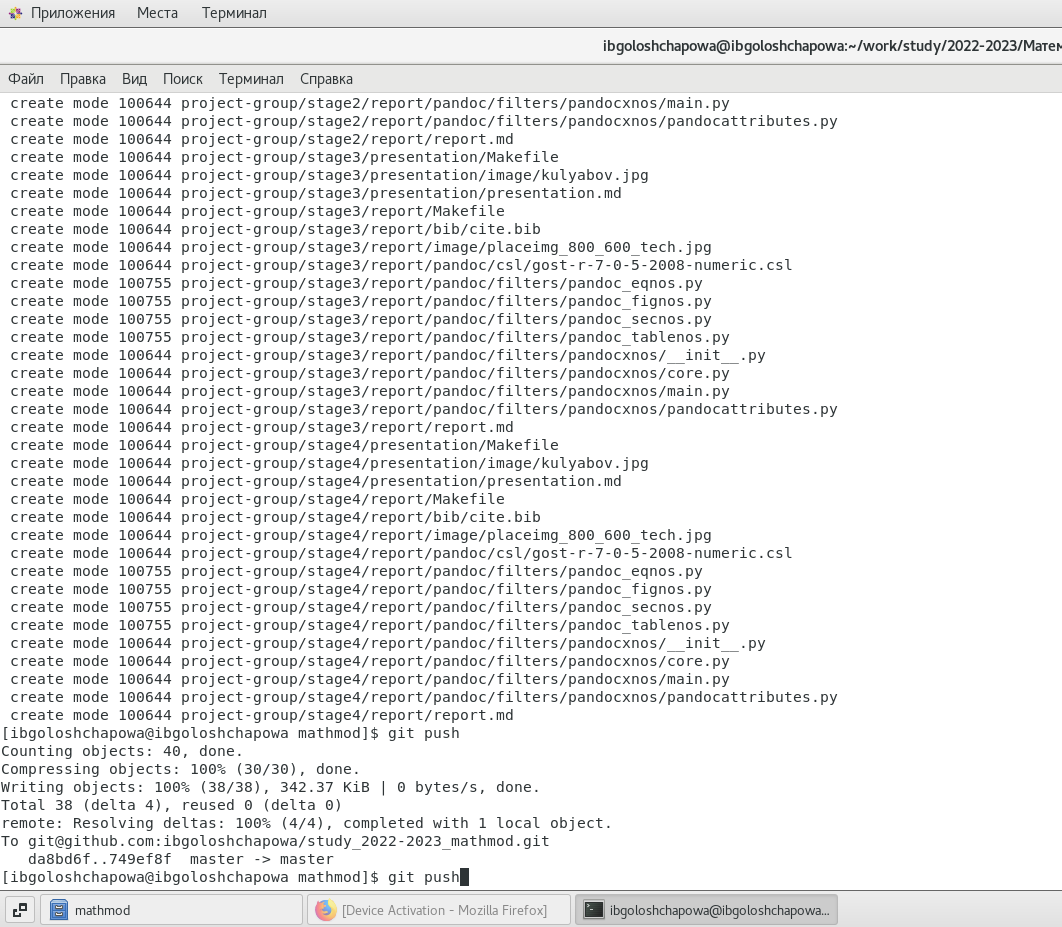 Приложения Места Терминал
ibgoloshchapowa@ibgoloshchapowa:~/work/study/2022-2023/Матем
Файл Правка Вид Поиск Терминал Справка
create mode 100644 project-group/stage2/report/pandoc/filters/pandocxnos/main.py
create mode 100644 project-group/stage2/report/pandoc/filters/pandocxnos/pandocattributes.py
create mode 100644 project-group/stage2/report/report.md
create mode 100644 project-group/stage3/presentation/Makefile
create mode 100644 project-group/stage3/presentation/image/kulyabov.jpg
create mode 100644 project-group/stage3/presentation/presentation.md
create mode 100644 project-group/stage3/report/Makefile
create mode 100644 project-group/stage3/report/bib/cite.bib
create mode 100644 project-group/stage3/report/image/placeimg_800_600_tech.jpg
create mode 100644 project-group/stage3/report/pandoc/csl/gost-r-7-0-5-2008-numeric.csl
create mode 100755 project-group/stage3/report/pandoc/filters/pandoc_eqnos.py
create mode 100755 project-group/stage3/report/pandoc/filters/pandoc_fignos.py
create mode 100755 project-group/stage3/report/pandoc/filters/pandoc_secnos.py
create mode 100755 project-group/stage3/report/pandoc/filters/pandoc_tablenos.py
create mode 100644 project-group/stage3/report/pandoc/filters/pandocxnos/__init__.py
create mode 100644 project-group/stage3/report/pandoc/filters/pandocxnos/core.py
create mode 100644 project-group/stage3/report/pandoc/filters/pandocxnos/main.py
create mode 100644 project-group/stage3/report/pandoc/filters/pandocxnos/pandocattributes.py
create mode 100644 project-group/stage3/report/report.md
create mode 100644 project-group/stage4/presentation/Makefile
create mode 100644 project-group/stage4/presentation/image/kulyabov.jpg
create mode 100644 project-group/stage4/presentation/presentation.md
create mode 100644 project-group/stage4/report/Makefile
create mode 100644 project-group/stage4/report/bib/cite.bib
create mode 100644 project-group/stage4/report/image/placeimg_800_600_tech.jpg
create mode 100644 project-group/stage4/report/pandoc/csl/gost-r-7-0-5-2008-numeric.csl
create mode 100755 project-group/stage4/report/pandoc/filters/pandoc_eqnos.py
create mode 100755 project-group/stage4/report/pandoc/filters/pandoc_fignos.py
create mode 100755 project-group/stage4/report/pandoc/filters/pandoc_secnos.py
create mode 100755 project-group/stage4/report/pandoc/filters/pandoc_tablenos.py
create mode 100644 project-group/stage4/report/pandoc/filters/pandocxnos/__init__.py
create mode 100644 project-group/stage4/report/pandoc/filters/pandocxnos/core.py
create mode 100644 project-group/stage4/report/pandoc/filters/pandocxnos/main.py
create mode 100644 project-group/stage4/report/pandoc/filters/pandocxnos/pandocattributes.py
create mode 100644 project-group/stage4/report/report.md
[ibgoloshchapowa@ibgoloshchapowa mathmod]$ git push
Counting objects: 40, done.
Compressing objects: 100% (30/30), done.
Writing objects: 100% (38/38), 342.37 KiB | 0 bytes/s, done.
Total 38 (delta 4), reused 0 (delta 0)
remote: Resolving deltas: 100% (4/4), completed with 1 local object.
To git@github.com:ibgoloshchapowa/study_2022-2023_mathmod.git
da8bd6f..749ef8f master -> master
[ibgoloshchapowa@ibgoloshchapowa mathmod]$ git push
mathmod [Device Activation - Mozilla Firefox] ibgoloshchapowa@ibgoloshchapowa...